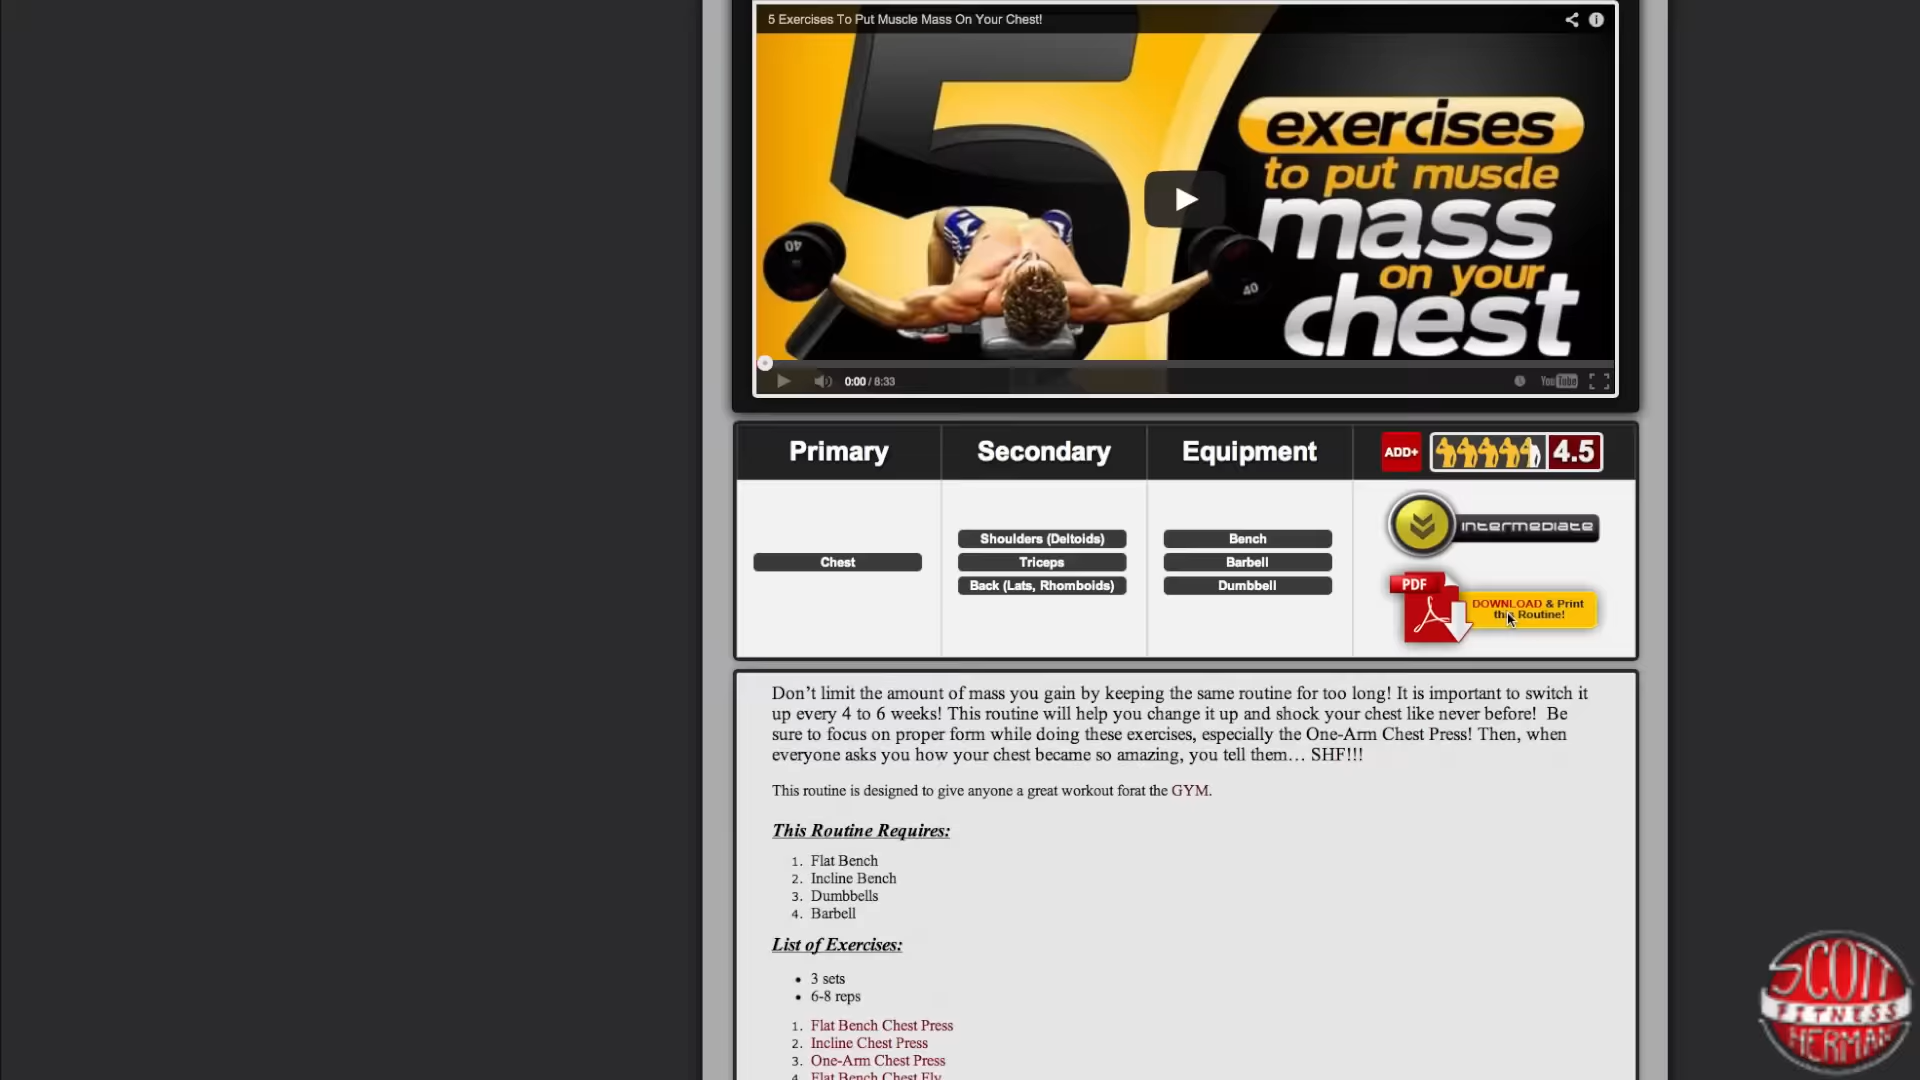 5 Exercises To Put Muscle Mass On Your Chest!
5
exercises
to put muscle
mass
on your
chest
40
40
0:00 / 8:33
YouTube
Primary
Secondary
Equipment
ADD+
4.5
Chest
Shoulders (Deltoids)
Triceps
Back (Lats, Rhomboids)
Bench
Barbell
Dumbbell
intermediate
PDF
DOWNLOAD & Print
this Routine!
Don’t limit the amount of mass you gain by keeping the same routine for too long! It is important to switch it
up every 4 to 6 weeks! This routine will help you change it up and shock your chest like never before!  Be
sure to focus on proper form while doing these exercises, especially the One-Arm Chest Press! Then, when
everyone asks you how your chest became so amazing, you tell them… SHF!!!
This routine is designed to give anyone a great workout forat the GYM.
This Routine Requires:
1. Flat Bench
2. Incline Bench
3. Dumbbells
4. Barbell
List of Exercises:
• 3 sets
• 6-8 reps
1. Flat Bench Chest Press
2. Incline Chest Press
3. One-Arm Chest Press
4. Flat Bench Chest Fly
SCOTT
FITNESS
HERMAN